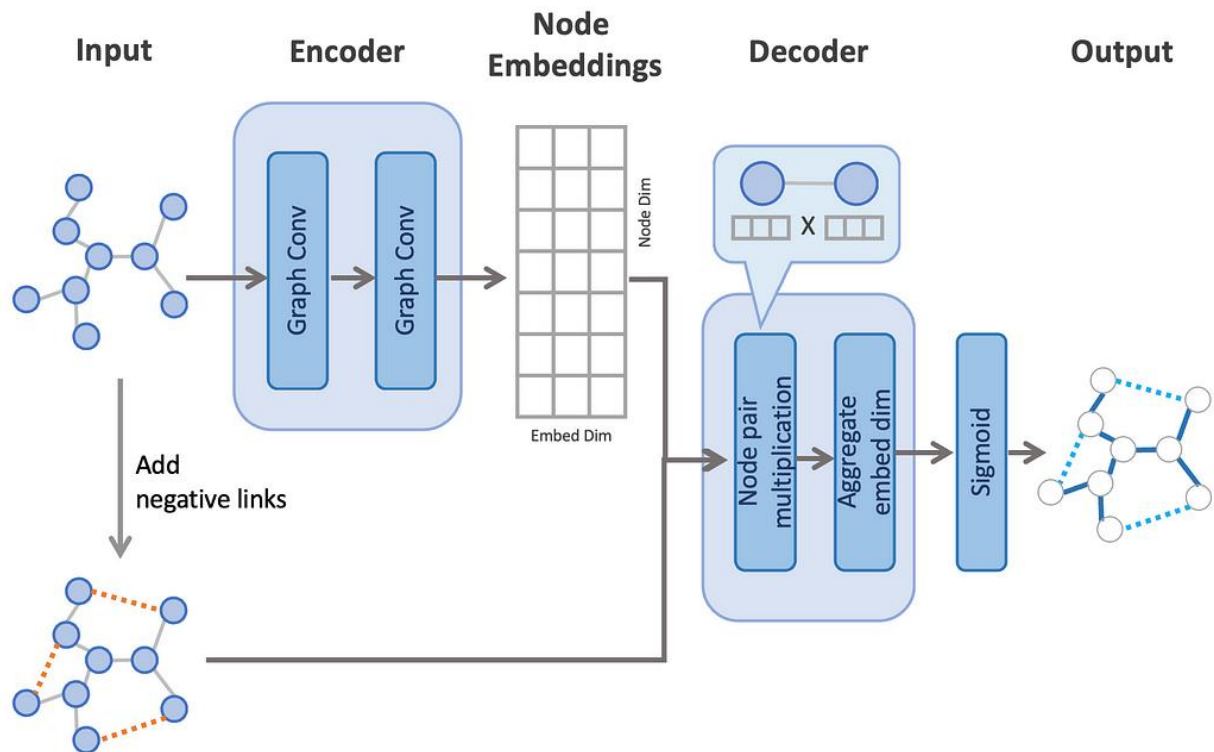 Input
Encoder
Node
Embeddings
Decoder
Output
Graph Conv
Graph Conv
Node Dim
Embed Dim
X
Node pair
multiplication
Aggregate
embed dim
Sigmoid
Add
negative links